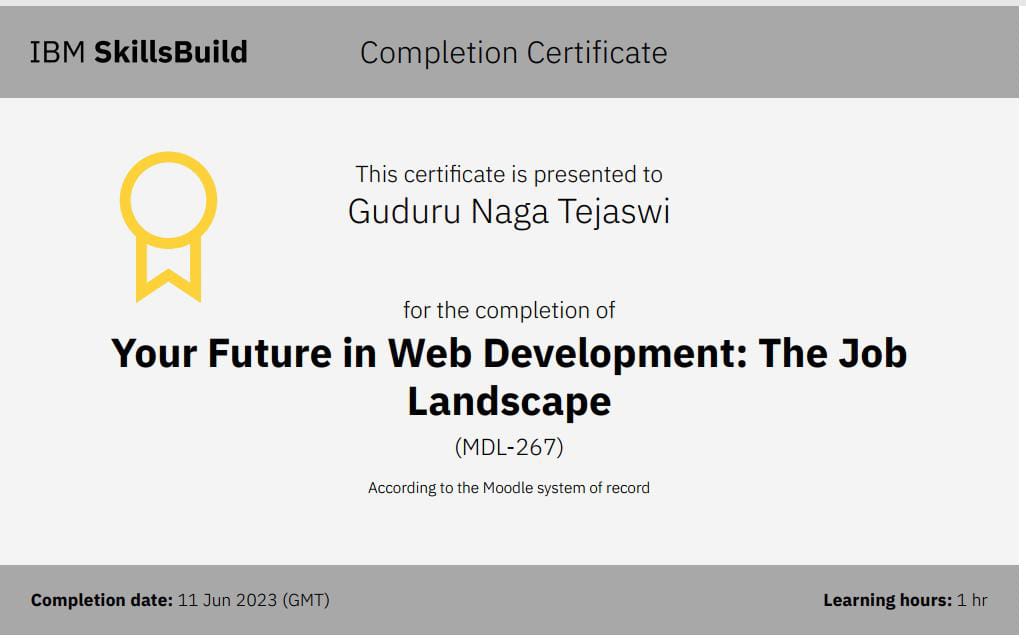 IBM SkillsBuild
Completion Certificate
This certificate is presented to
Guduru Naga Tejaswi
for the completion of
Your Future in Web Development: The Job
Landscape
(MDL-267)
According to the Moodle system of record
Completion date: 11 Jun 2023 (GMT)
Learning hours: 1 hr